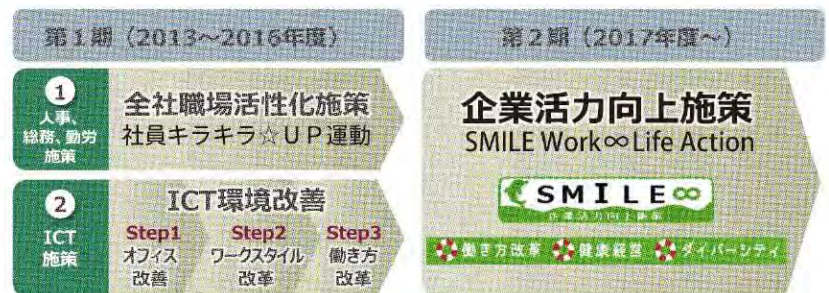 第1期(2013～2016年度)
第2期(2017年度～)
1
人事、
総務、勤労
施策
全社職場活性化施策
社員キラキラ☆UP運動
2
ICT
施策
ICT環境改善
Step1
オフィス
改善
Step2
ワークスタイル
改革
Step3
働き方
改革
企業活力向上施策
SMILE Work∞Life Action
SMILE∞
企業活力向上施策
働き方改革 健康経営 ダイバーシティ